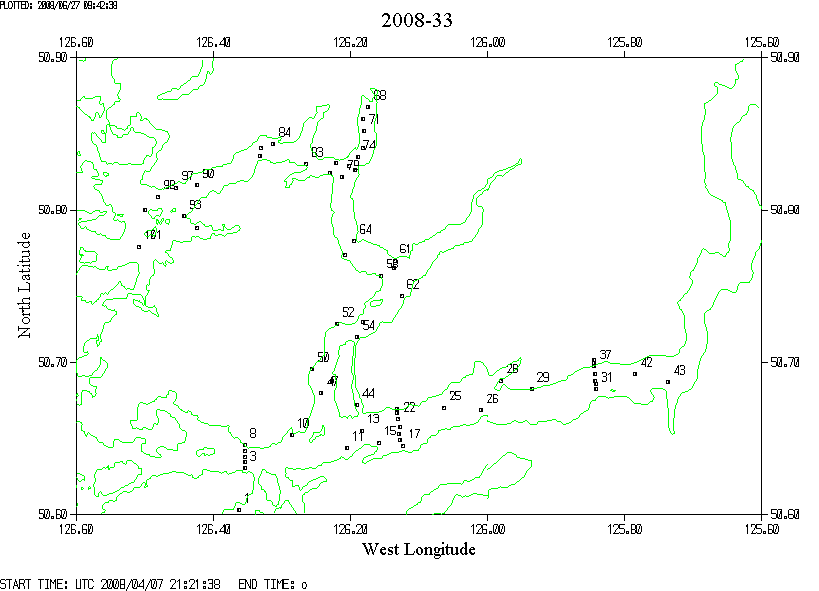 PLOTTED: 2008/06/27 09:42:39
2008-33
126.60 126.40 126.20 126.00 125.80 125.60
50.90 50.90
68
71
84
74
83 79
98 97 90
50.80 93 50.80
101
64
61
62
52
54
50.70 50 37 50.70
28 42 43
29 31
44 25 26
22
13
10 15 17
8 11
3
1
50.60 50.60
126.60 126.40 126.20 126.00 125.80 125.60
North Latitude
West Longitude
START TIME: UTC 2008/04/07 21:21:38 END TIME: o